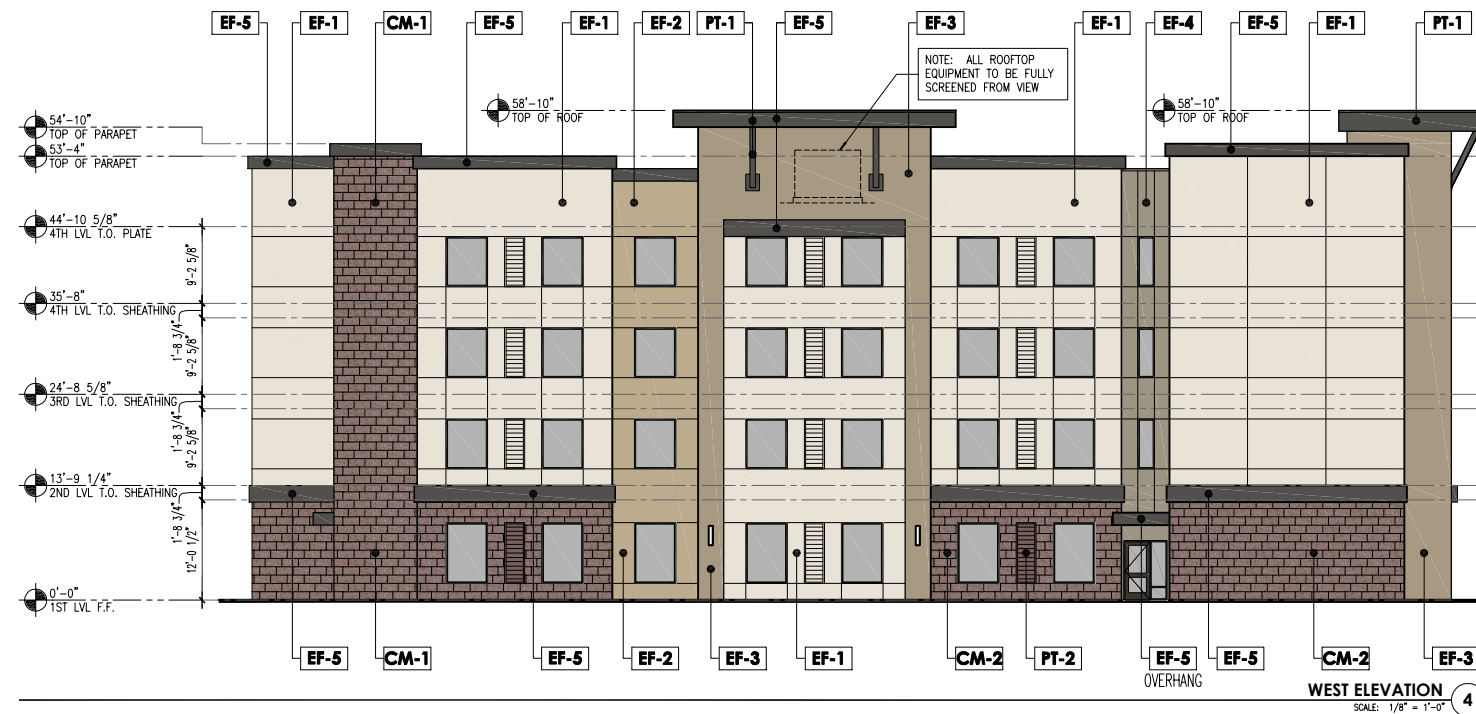 EF-5 EF-1 CM-1 EF-5 EF-1 EF-2 PT-1 EF-5 EF-3 EF-1 EF-4 EF-5 EF-1 PT-1
NOTE: ALL ROOFTOP
EQUIPMENT TO BE FULLY
SCREENED FROM VIEW
58'-10"
TOP OF ROOF
58'-10"
TOP OF ROOF
54'-10"
TOP OF PARAPET
53'-4"
TOP OF PARAPET
44'-10 5/8"
4TH LVL T.O. PLATE
9'-2 5/8"
35'-8"
4TH LVL T.O. SHEATHING
1'-8 3/4"
9'-2 5/8"
24'-8 5/8"
3RD LVL T.O. SHEATHING
1'-8 3/4"
9'-2 5/8"
13'-9 1/4"
2ND LVL T.O. SHEATHING
1'-8 3/4"
12'-0 1/2"
0'-0"
1ST LVL F.F.
EF-5 CM-1 EF-5 EF-2 EF-3 EF-1 CM-2 PT-2 EF-5 EF-5 CM-2 EF-3
OVERHANG
WEST ELEVATION 4
SCALE: 1/8" = 1'-0"